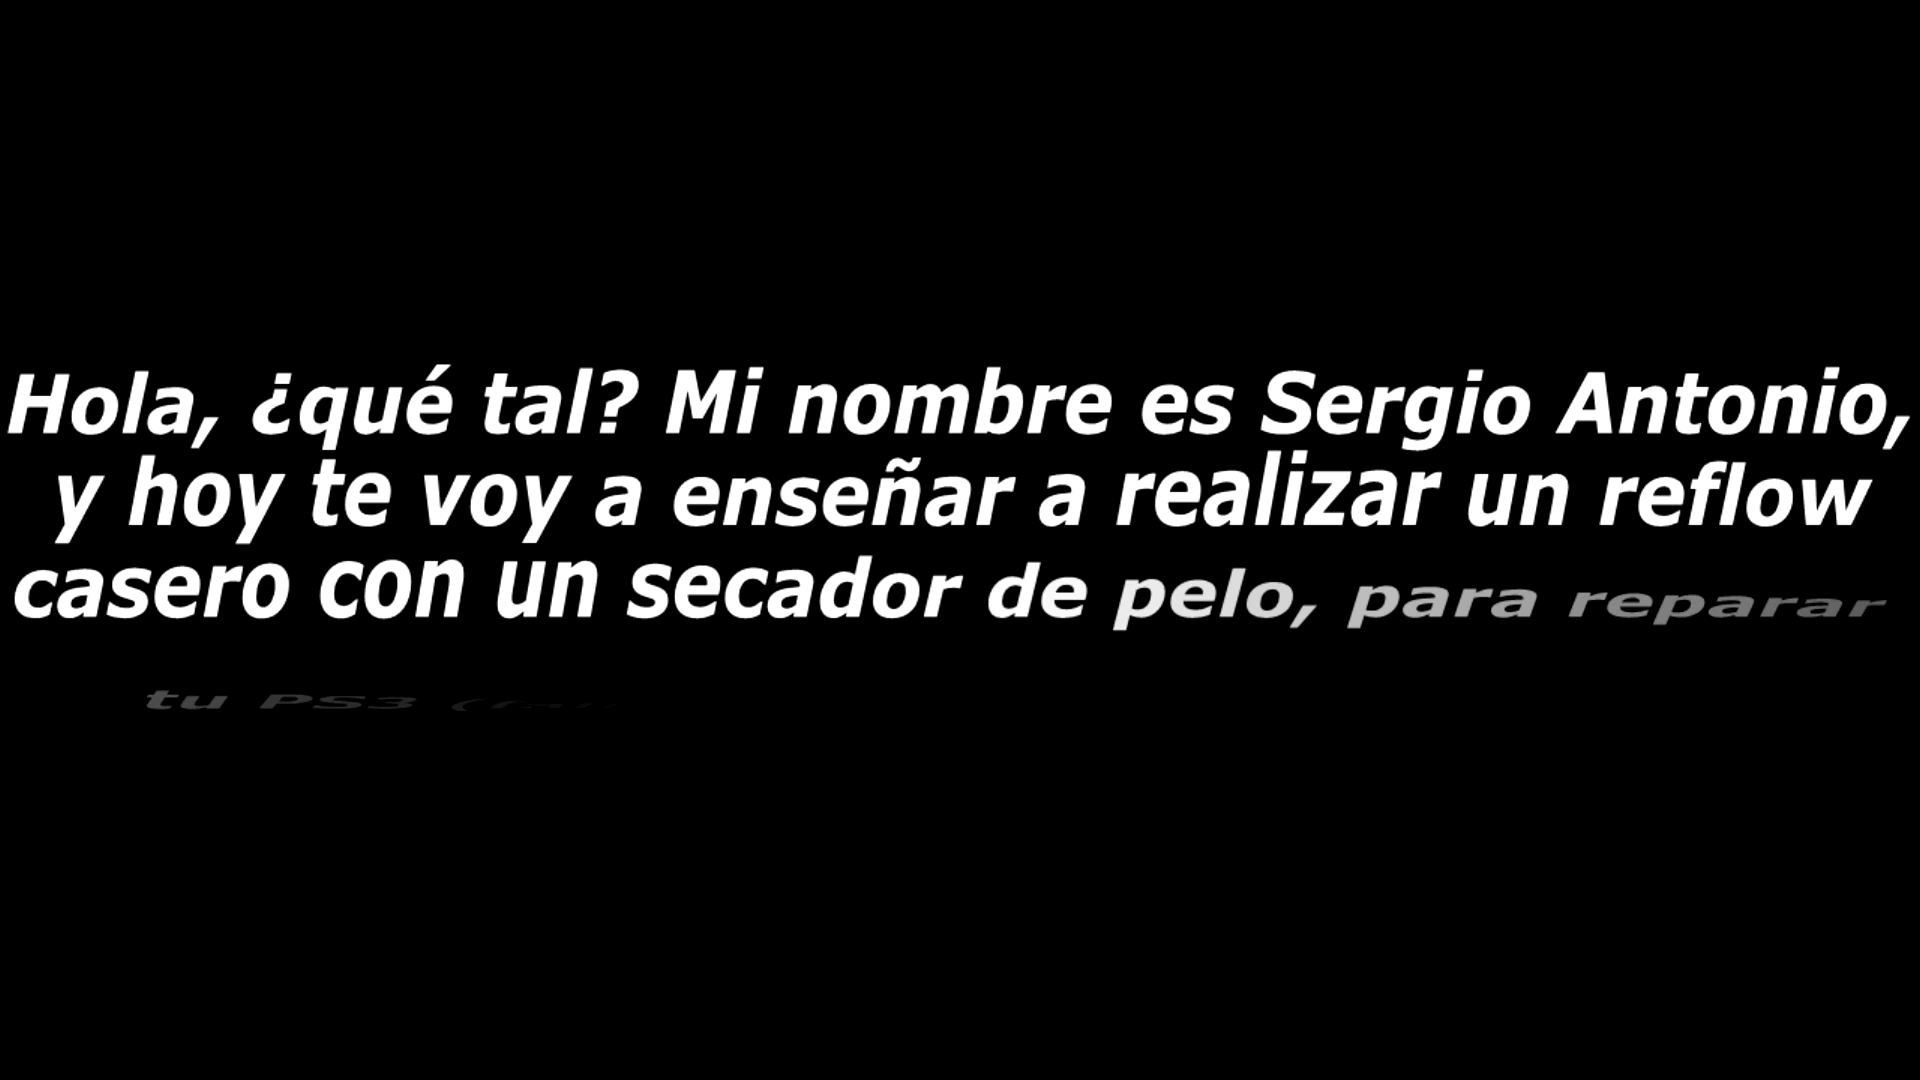 Hola, ¿qué tal? Mi nombre es Sergio Antonio,
y hoy te voy a enseñar a realizar un reflow
casero con un secador de pelo, para reparar
tu PS3